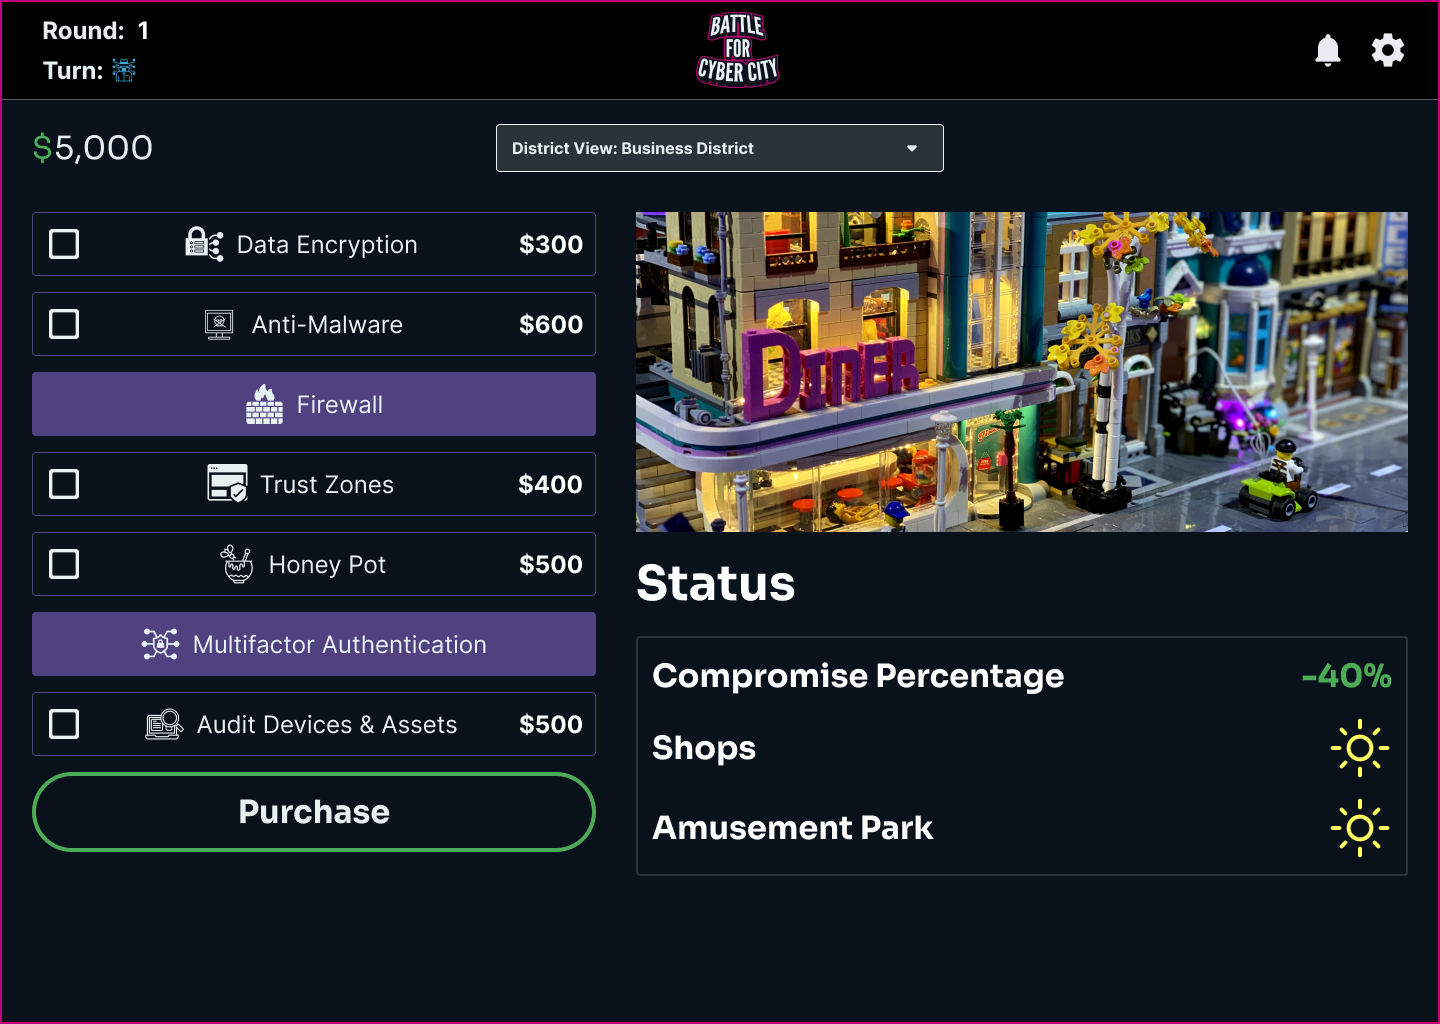 Round: 1
Turn:
BATTLE
FOR
CYBER CITY
$5,000
District View: Business District
Data Encryption $300
Anti-Malware $600
Firewall
Trust Zones $400
Honey Pot $500
Multifactor Authentication
Audit Devices & Assets $500
Purchase
DINER
Status
Compromise Percentage -40%
Shops
Amusement Park